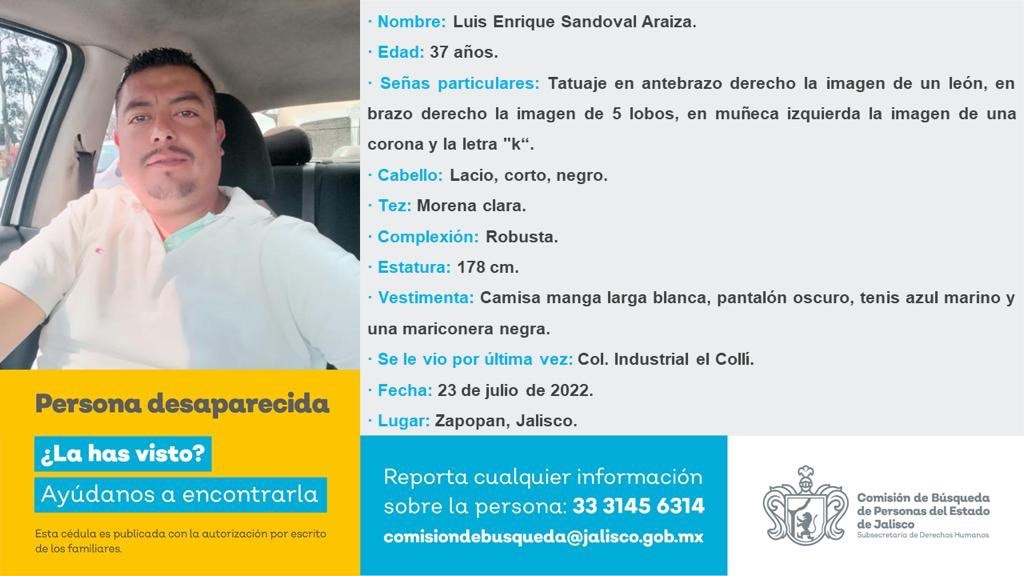 · Nombre: Luis Enrique Sandoval Araiza.
· Edad: 37 años.
· Señas particulares: Tatuaje en antebrazo derecho la imagen de un león, en
brazo derecho la imagen de 5 lobos, en muñeca izquierda la imagen de una
corona y la letra "k“.
· Cabello: Lacio, corto, negro.
· Tez: Morena clara.
· Complexión: Robusta.
· Estatura: 178 cm.
· Vestimenta: Camisa manga larga blanca, pantalón oscuro, tenis azul marino y
una mariconera negra.
· Se le vio por última vez: Col. Industrial el Collí.
· Fecha: 23 de julio de 2022.
· Lugar: Zapopan, Jalisco.
Persona desaparecida
¿La has visto?
Ayúdanos a encontrarla
Esta cédula es publicada con la autorización por escrito
de los familiares.
Reporta cualquier información
sobre la persona: 33 3145 6314
comisiondebusqueda@jalisco.gob.mx
Comisión de Búsqueda
de Personas del Estado
de Jalisco
Subsecretaría de Derechos Humanos